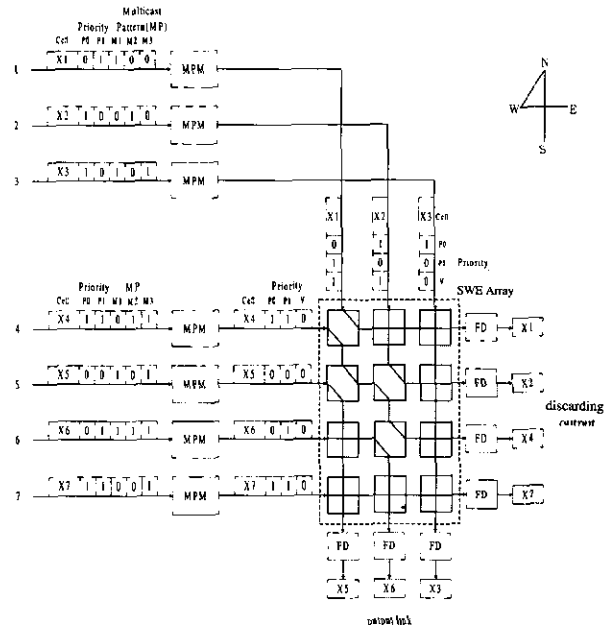 Multicast
Priority Pattern(MP)
Cell P0 P1 M1 M2 M3
1 X1 0 1 1 0 0 MPM
2 X2 1 0 0 1 0 MPM
3 X3 1 0 1 0 1 MPM
N
W E
S
X1 X2 X3 Cell
0 1 1 P0
1 0 0 P1 Priority
1 1 0 V
SWE Array
Priority MP Priority
Cell P0 P1 M1 M2 M3 Cell P0 P1 V
4 X4 1 1 0 1 1 MPM X4 1 1 0 FD X1
5 X5 0 0 1 0 1 MPM X5 0 0 0 FD X2
discarding
output
6 X6 0 1 1 1 1 MPM X6 0 1 0 FD X4
7 X7 1 1 0 0 1 MPM X7 1 1 0 FD X7
FD FD FD
X5 X6 X3
output link